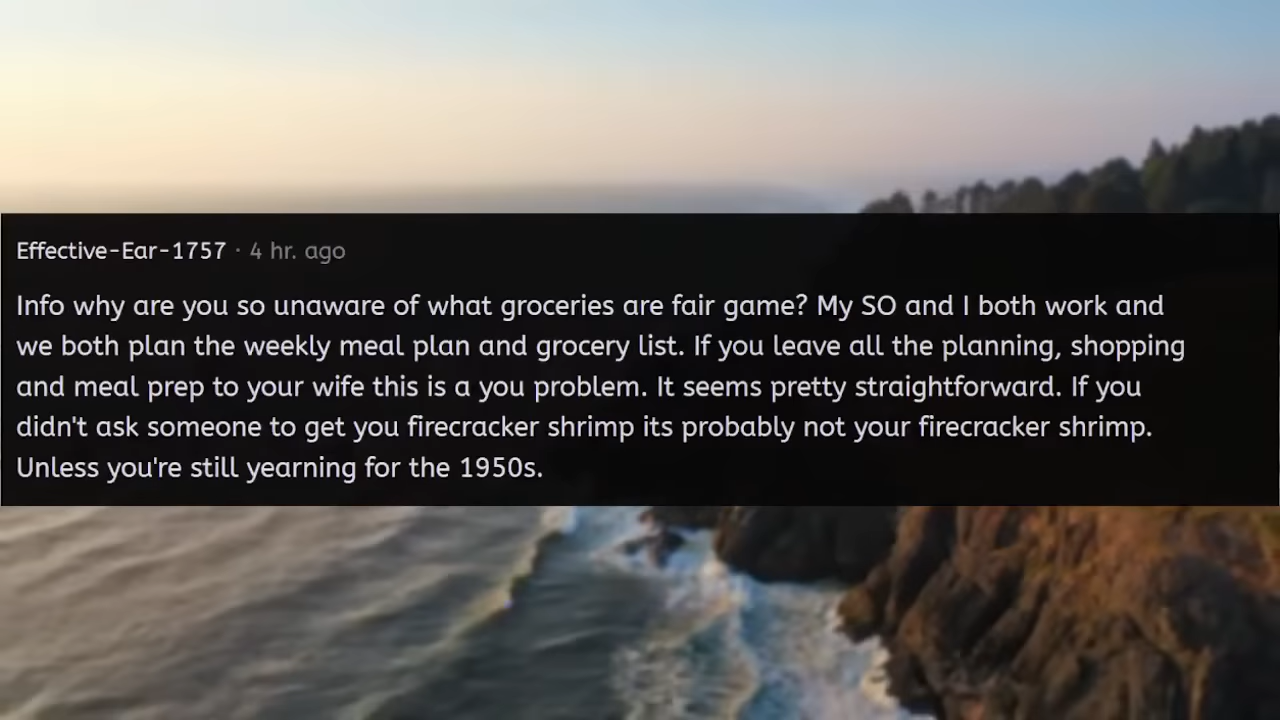 Effective-Ear-1757 · 4 hr. ago
Info why are you so unaware of what groceries are fair game? My SO and I both work and
we both plan the weekly meal plan and grocery list. If you leave all the planning, shopping
and meal prep to your wife this is a you problem. It seems pretty straightforward. If you
didn't ask someone to get you firecracker shrimp its probably not your firecracker shrimp.
Unless you're still yearning for the 1950s.